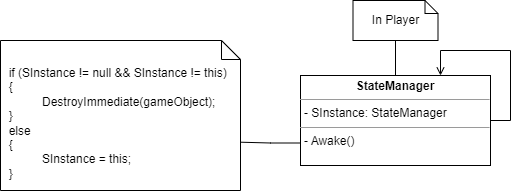 In Player
if (SInstance != null && SInstance != this)
{
DestroyImmediate(gameObject);
}
else
{
SInstance = this;
}
StateManager
- SInstance: StateManager
- Awake()